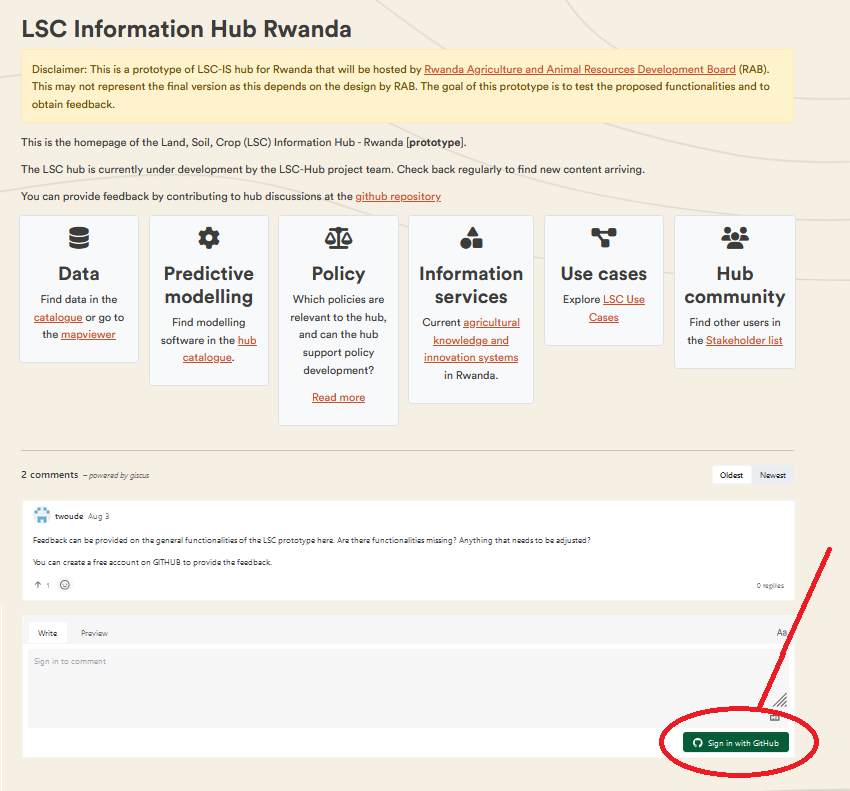 LSC Information Hub Rwanda
Disclaimer: This is a prototype of LSC-IS hub for Rwanda that will be hosted by Rwanda Agriculture and Animal Resources Development Board (RAB).
This may not represent the final version as this depends on the design by RAB. The goal of this prototype is to test the proposed functionalities and to
obtain feedback.
This is the homepage of the Land, Soil, Crop (LSC) Information Hub - Rwanda [prototype].
The LSC hub is currently under development by the LSC-Hub project team. Check back regularly to find new content arriving.
You can provide feedback by contributing to hub discussions at the github repository
Data
Find data in the
catalogue or go to
the mapviewer
Predictive
modelling
Find modelling
software in the hub
catalogue.
Policy
Which policies are
relevant to the hub,
and can the hub
support policy
development?
Read more
Information
services
Current agricultural
knowledge and
innovation systems
in Rwanda.
Use cases
Explore LSC Use
Cases
Hub
community
Find other users in
the Stakeholder list
2 comments – powered by giscus
Oldest Newest
twoude Aug 3
Feedback can be provided on the general functionalities of the LSC prototype here. Are there functionalities missing? Anything that needs to be adjusted?
You can create a free account on GITHUB to provide the feedback.
1
0 replies
Write Preview
Aa
Sign in to comment
Sign in with GitHub